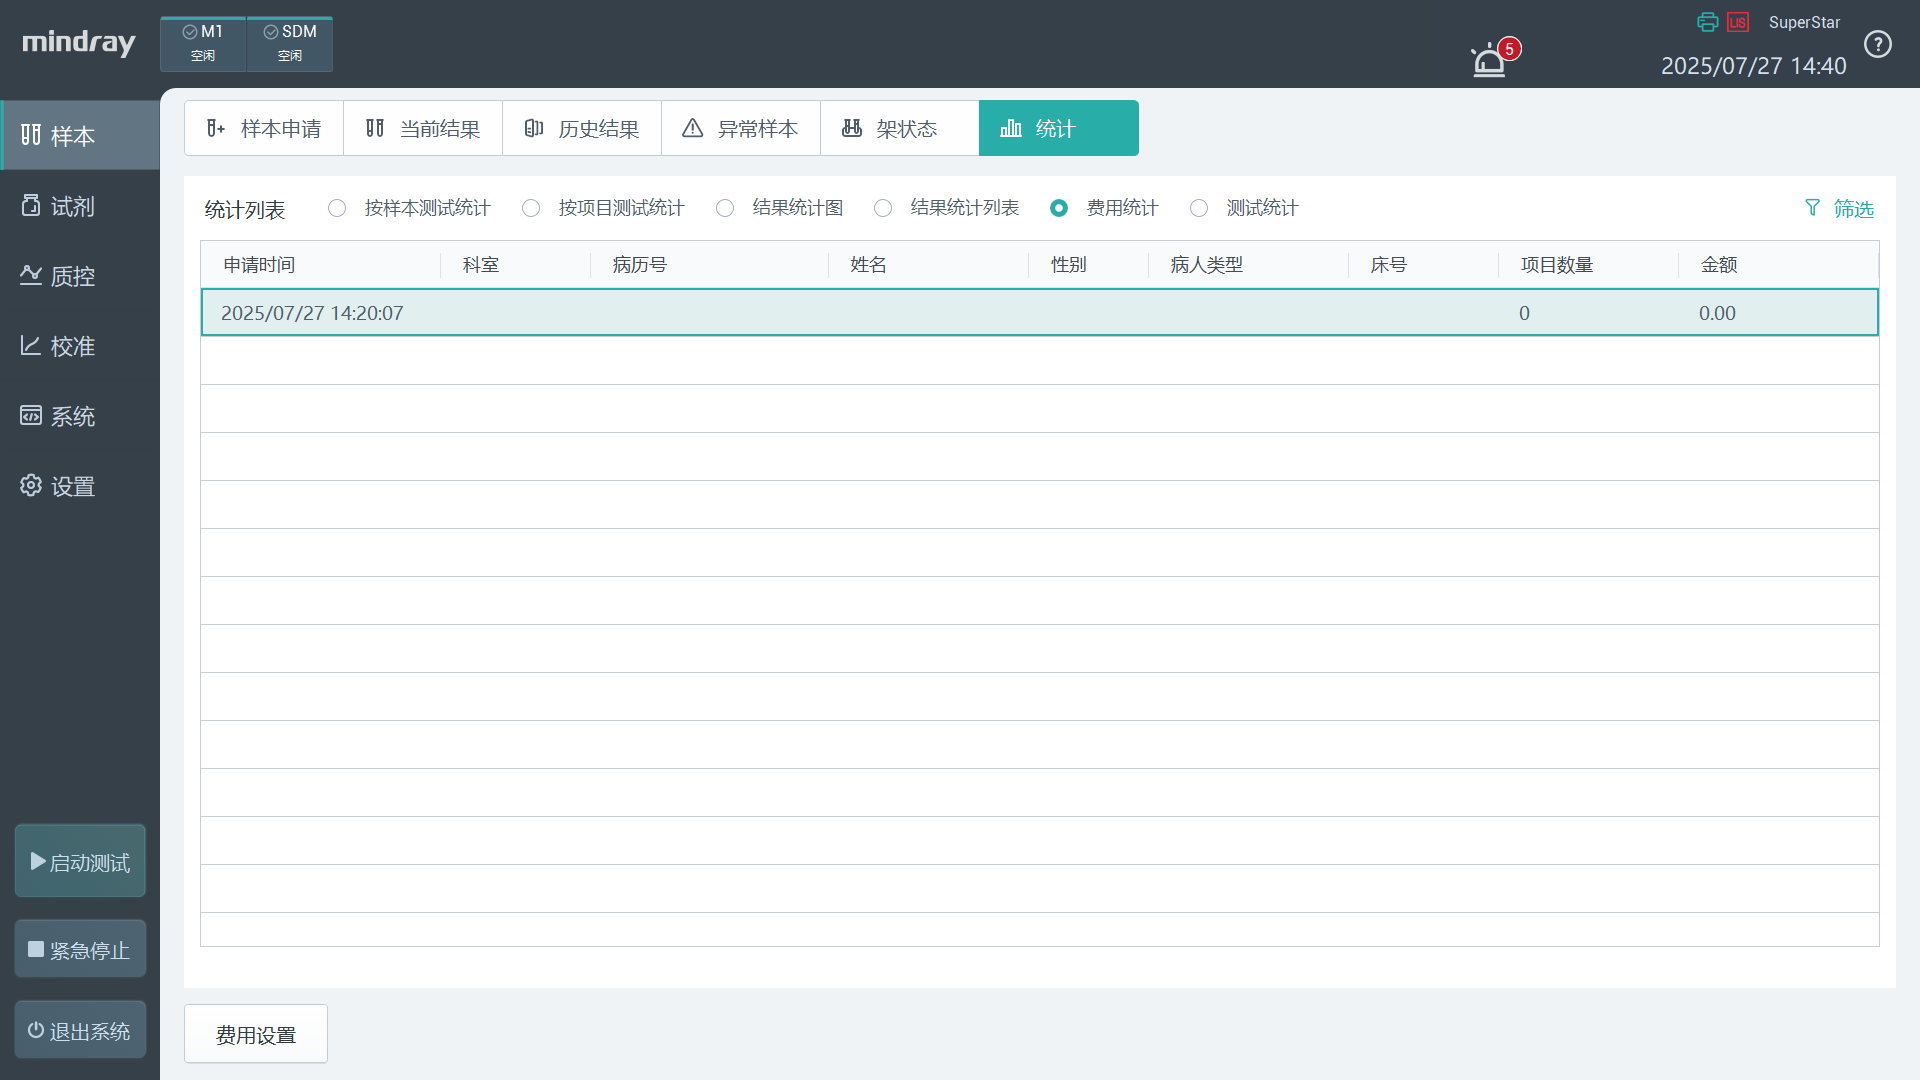 mindray
M1
空闲
SDM
空闲
5
LIS
SuperStar
2025/07/27 14:40
样本
试剂
质控
校准
系统
设置
启动测试
紧急停止
退出系统
样本申请
当前结果
历史结果
异常样本
架状态
统计
统计列表
按样本测试统计
按项目测试统计
结果统计图
结果统计列表
费用统计
测试统计
筛选
申请时间 科室 病历号 姓名 性别 病人类型 床号 项目数量 金额
2025/07/27 14:20:07 0 0.00
费用设置